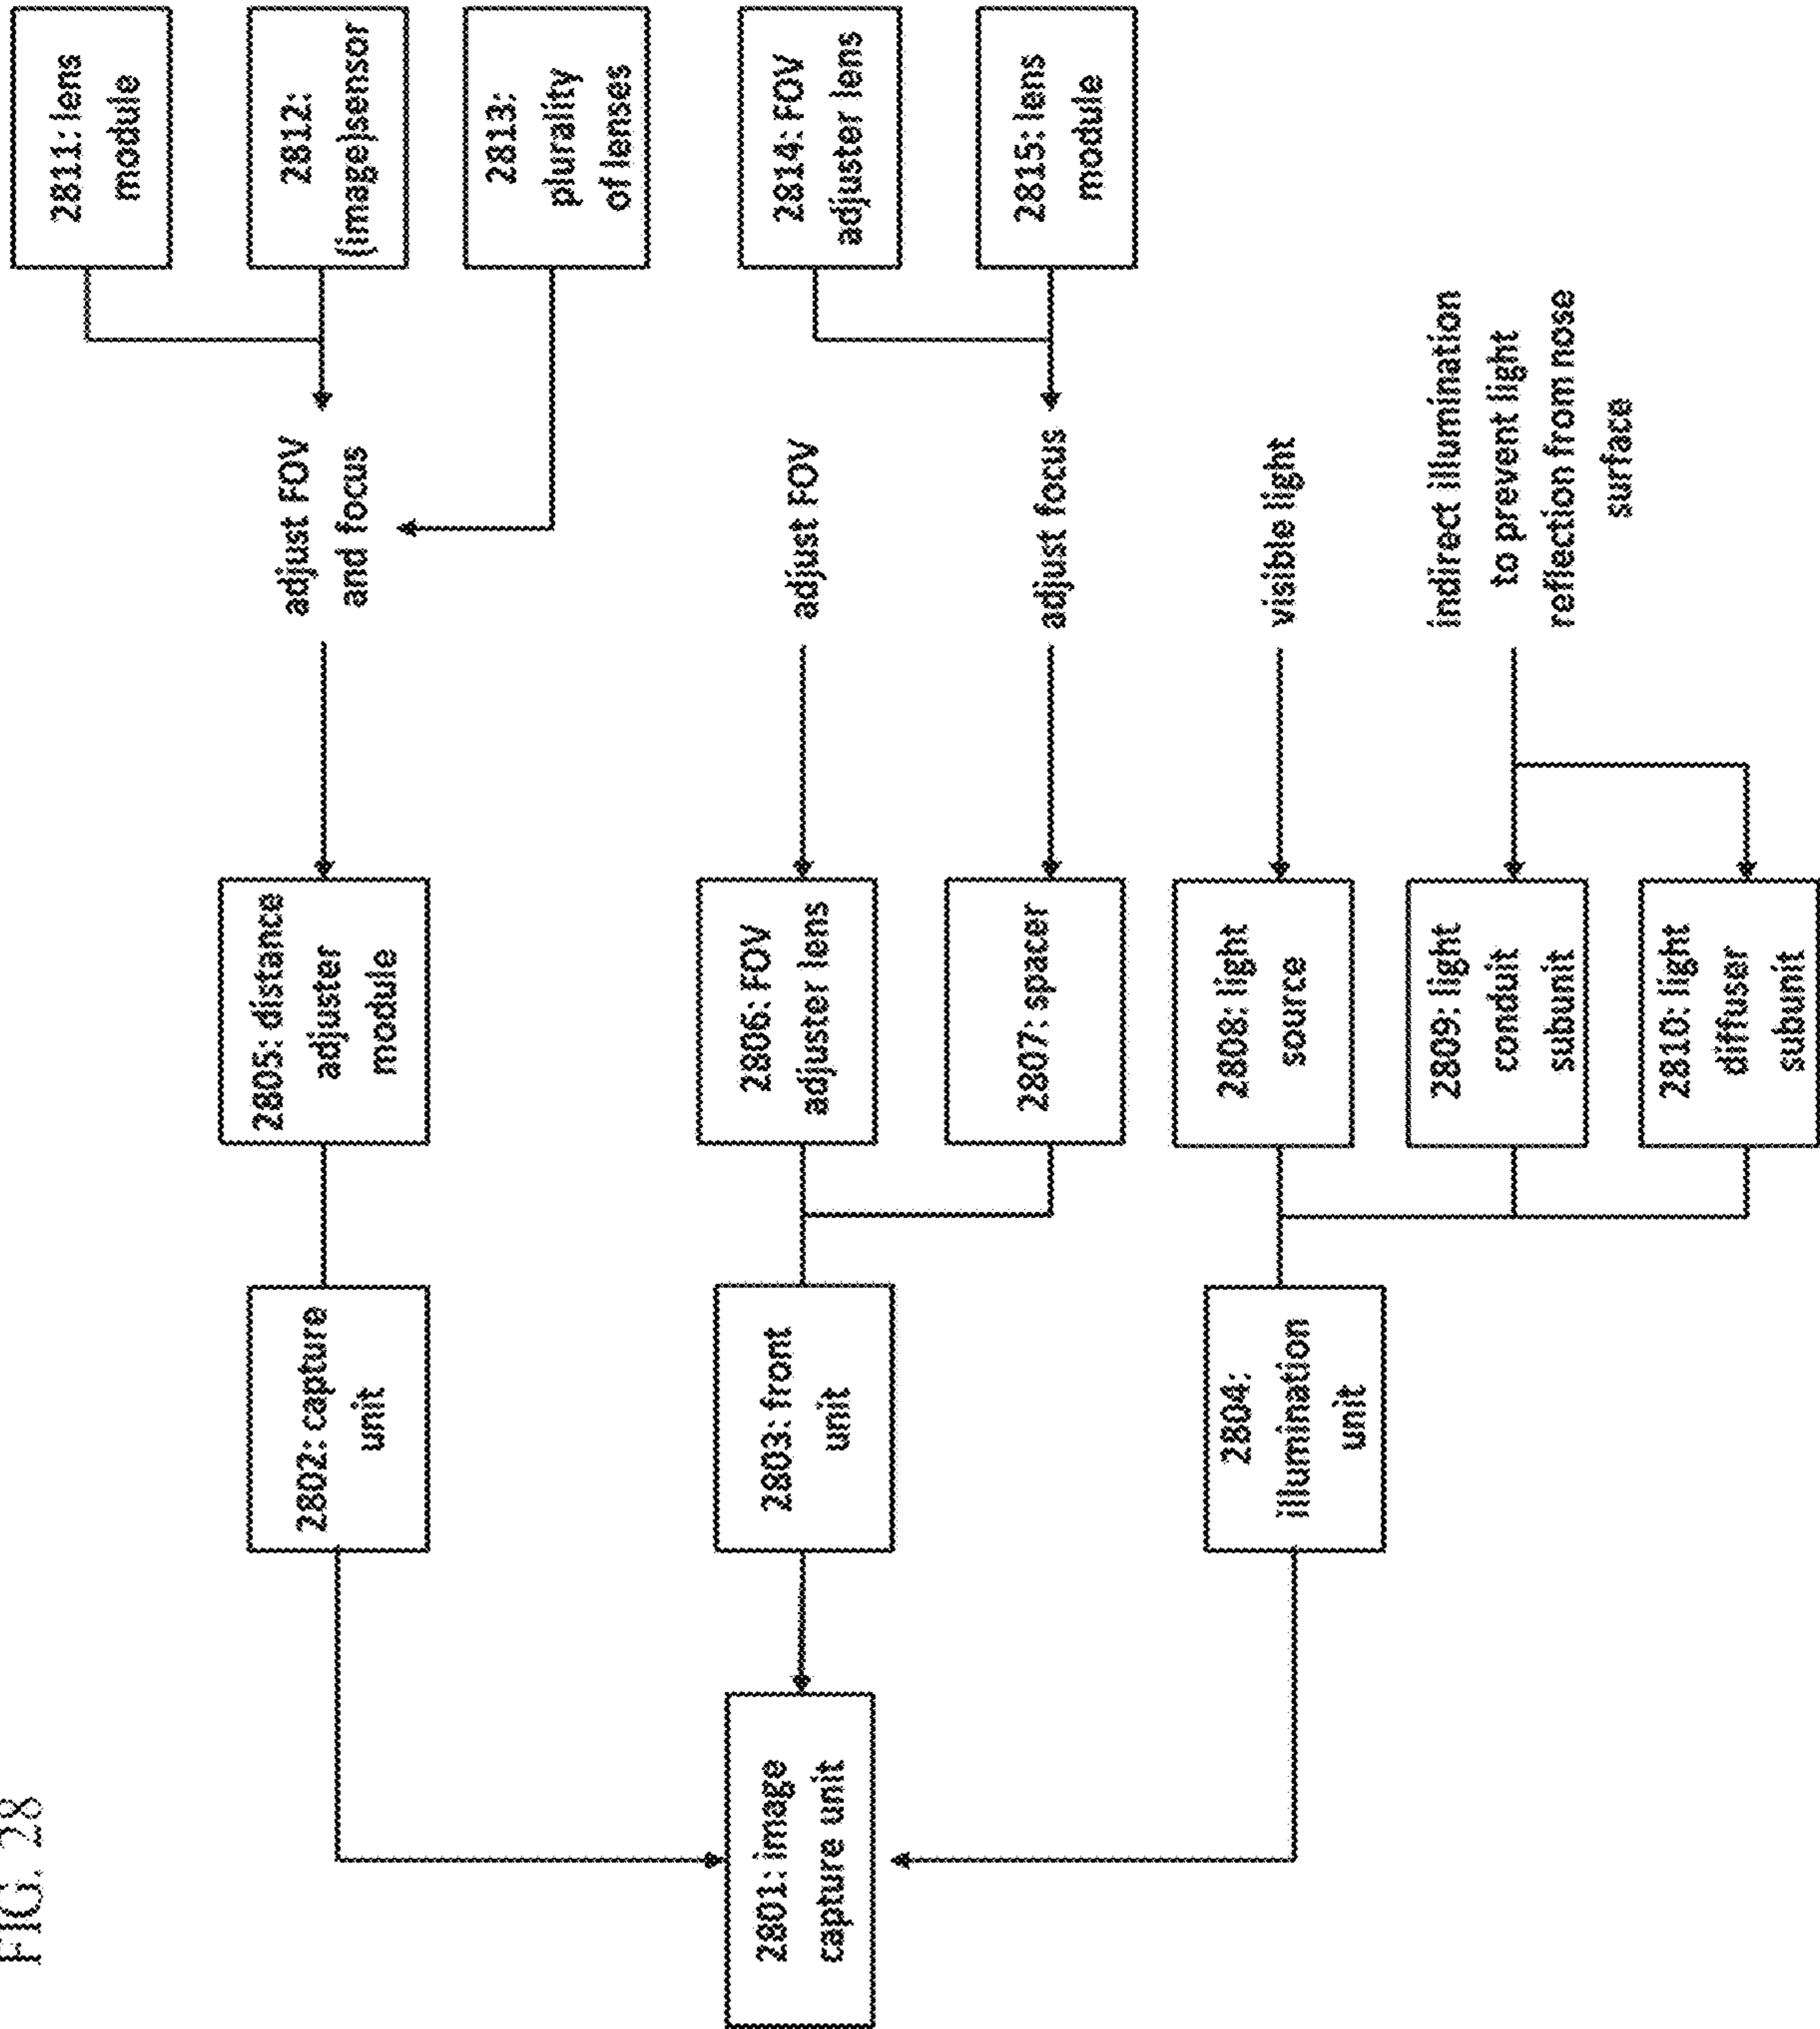 FIG. 28
2801: image
capture unit
2802: capture
unit
2803: front
unit
2804:
illumination
unit
2805: distance
adjuster
module
2806: FOV
adjuster lens
2807: spacer
2808: light
source
2809: light
conduit
subunit
2810: light
diffuser
subunit
adjust FOV
and focus
adjust FOV
adjust focus
visible light
indirect illumination
to prevent light
reflection from nose
surface
2811: lens
module
2812:
(image)sensor
2813:
plurality
of lenses
2814: FOV
adjuster lens
2815: lens
module